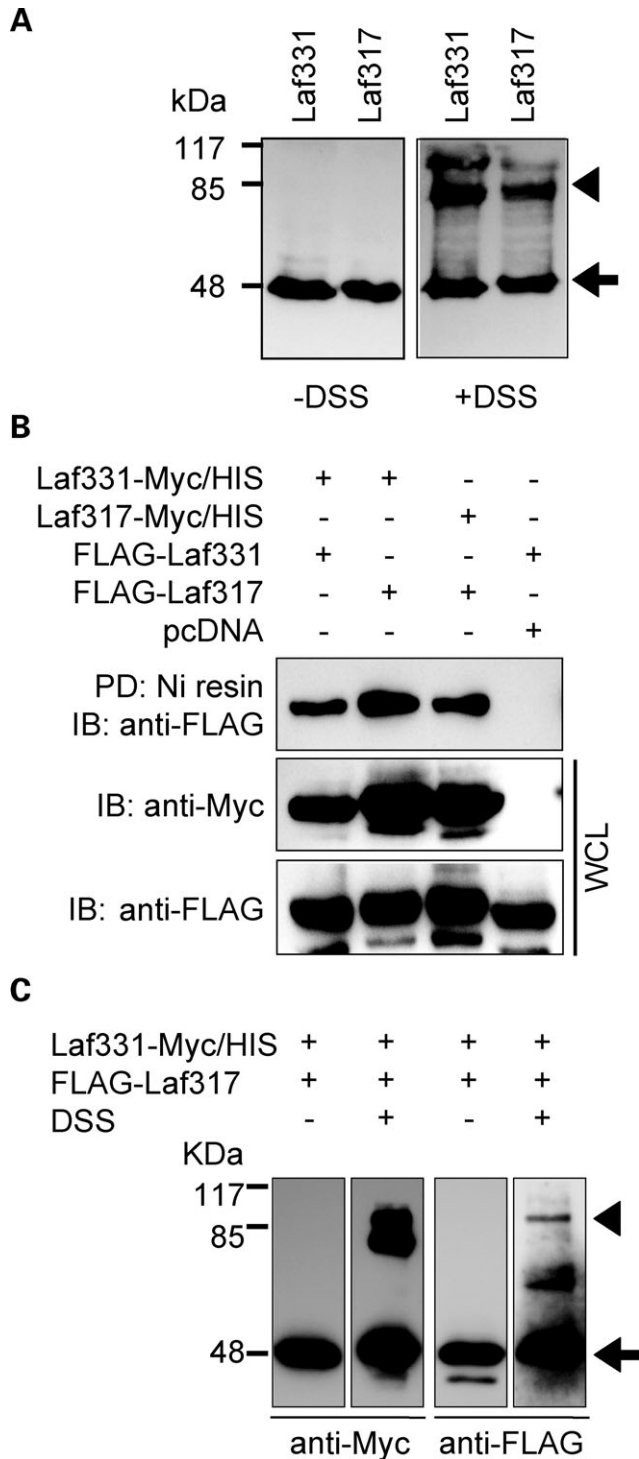 A
kDa
Laf331
Laf317
Laf331
Laf317
117
85
48
-DSS
+DSS
B
Laf331-Myc/HIS + + - -
Laf317-Myc/HIS - - + -
FLAG-Laf331 + - - +
FLAG-Laf317 - + + -
pcDNA - - - +
PD: Ni resin
IB: anti-FLAG
IB: anti-Myc
IB: anti-FLAG
WCL
C
Laf331-Myc/HIS + + + +
FLAG-Laf317 + + + +
DSS - + - +
KDa
117
85
48
anti-Myc
anti-FLAG